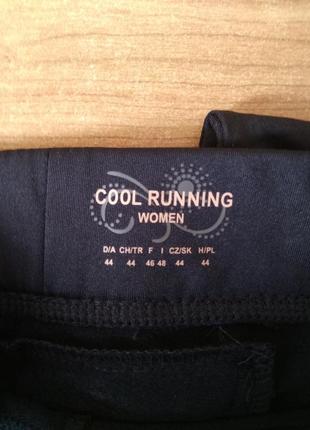 COOL RUNNING
WOMEN
D/A CH/TR F I CZ/SK H/PL
44 44 46 48 44 44